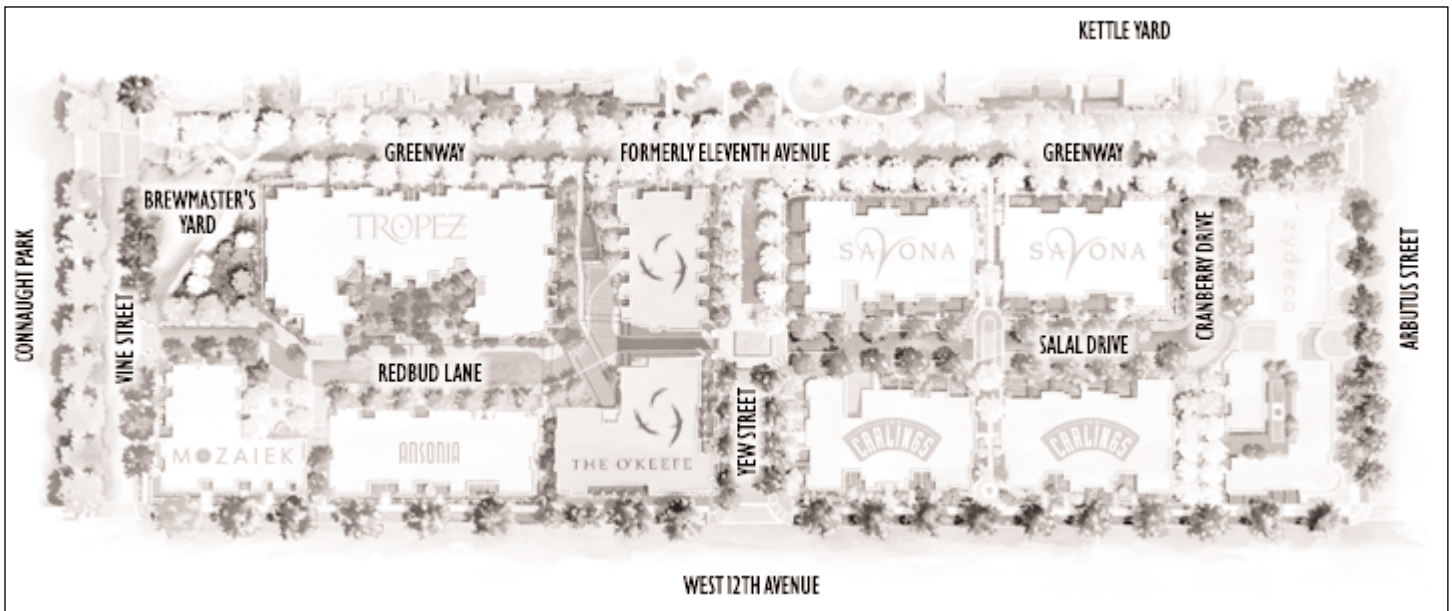 KETTLE YARD
GREENWAY
FORMERLY ELEVENTH AVENUE
GREENWAY
BREWMASTER'S
YARD
TROPEZ
SAVONA
SAVONA
CRANBERRY DRIVE
zydeco
CONNAUGHT PARK
VINE STREET
ARBUTUS STREET
REDBUD LANE
SALAL DRIVE
YEW STREET
MOZAIEK
ANSONIA
THE O'KEEFE
CARLINGS
CARLINGS
WEST 12TH AVENUE